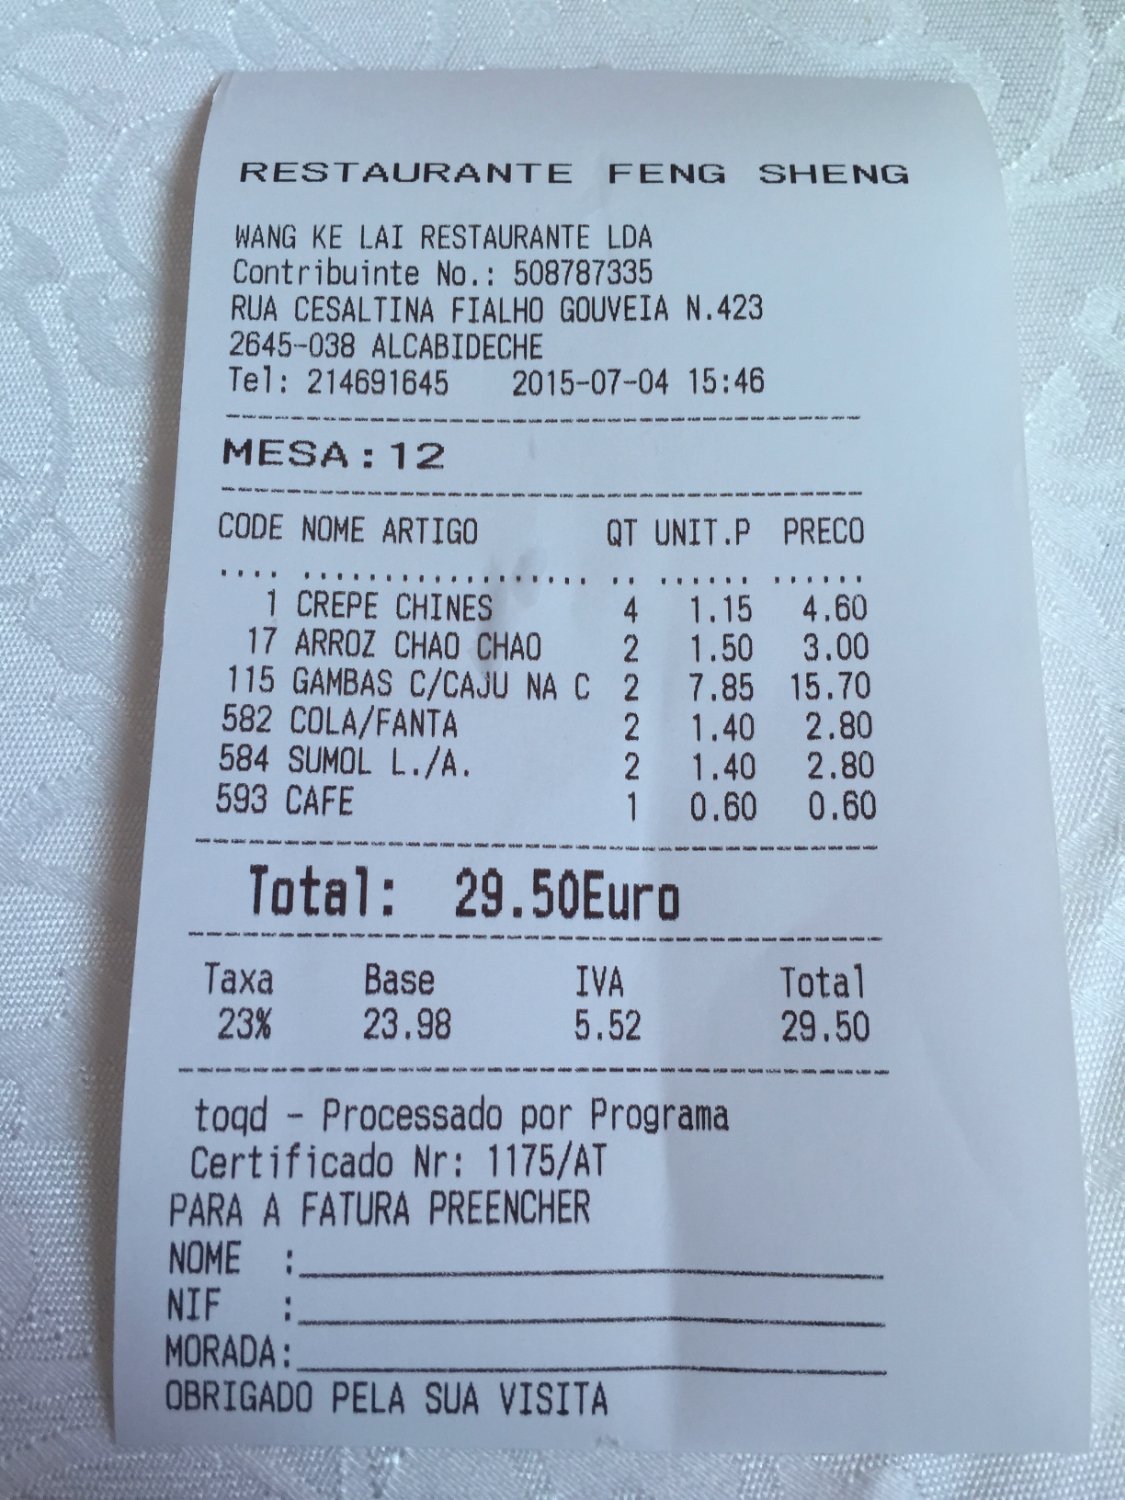 RESTAURANTE FENG SHENG
WANG KE LAI RESTAURANTE LDA
Contribuinte No.: 508787335
RUA CESALTINA FIALHO GOUVEIA N.423
2645-038 ALCABIDECHE
Tel: 214691645 2015-07-04 15:46
MESA:12
CODE NOME ARTIGO QT UNIT.P PRECO
.... .................. .. ...... ......
1 CREPE CHINES 4 1.15 4.60
17 ARROZ CHAO CHAO 2 1.50 3.00
115 GAMBAS C/CAJU NA C 2 7.85 15.70
582 COLA/FANTA 2 1.40 2.80
584 SUMOL L./A. 2 1.40 2.80
593 CAFE 1 0.60 0.60
Total: 29.50Euro
Taxa Base IVA Total
23% 23.98 5.52 29.50
toqd - Processado por Programa
Certificado Nr: 1175/AT
PARA A FATURA PREENCHER
NOME :
NIF :
MORADA:
OBRIGADO PELA SUA VISITA